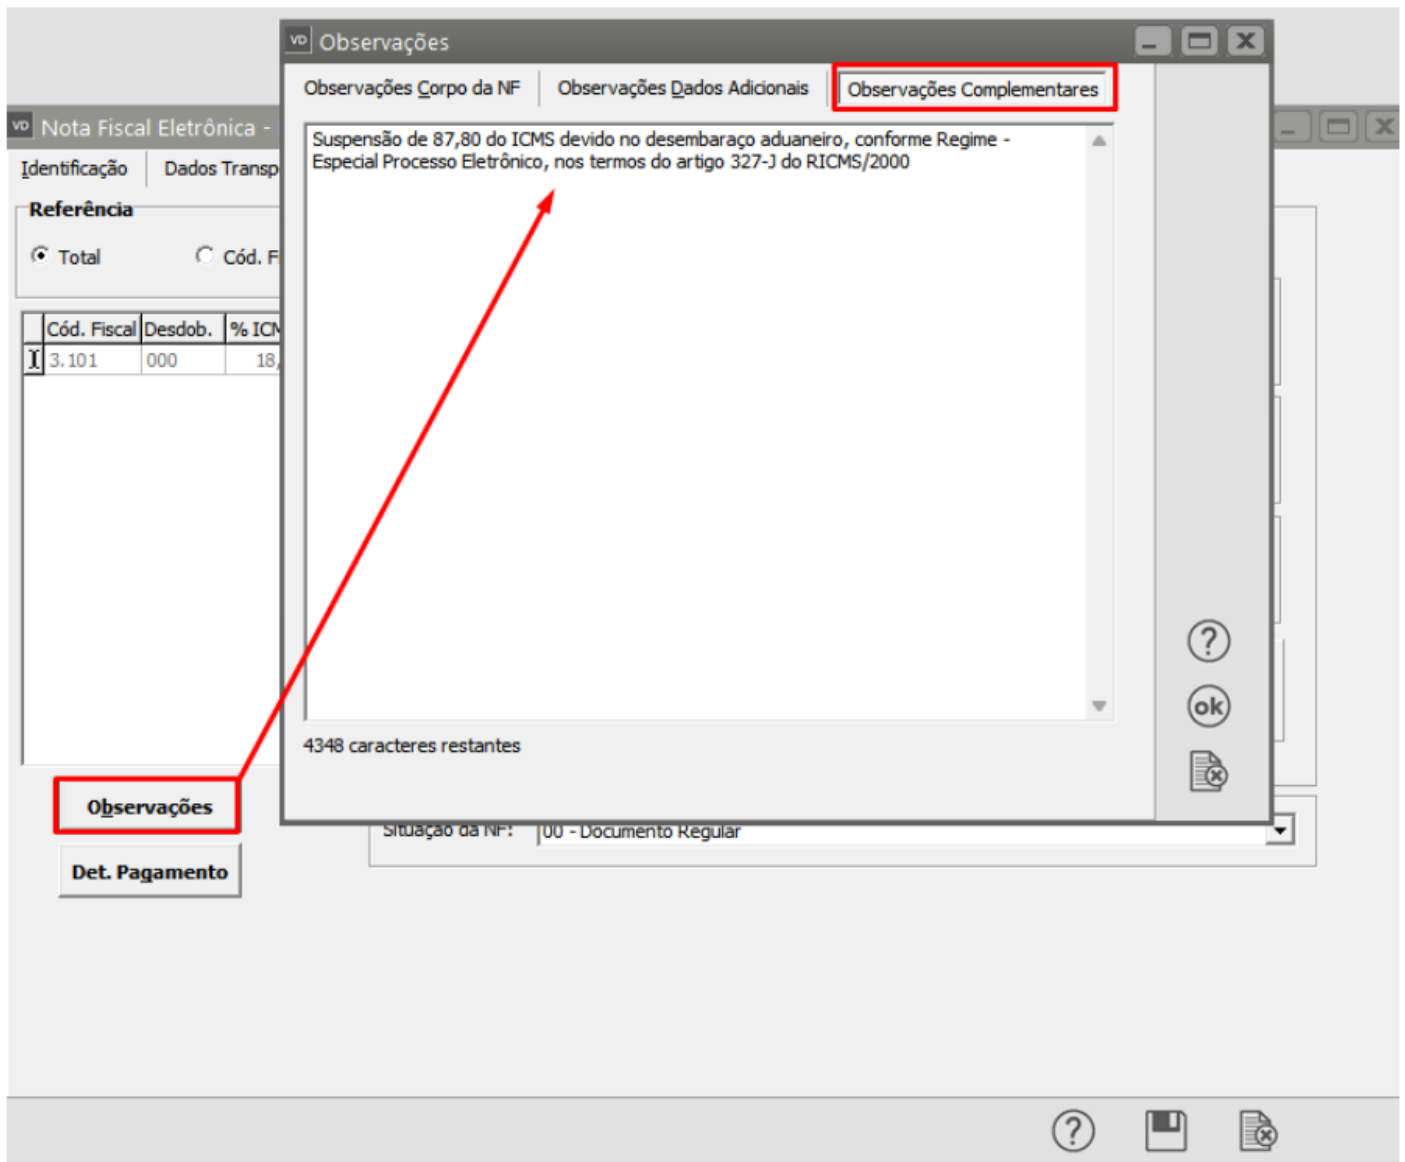 VD Observações
Observações Corpo da NF
Observações Dados Adicionais
Observações Complementares
Suspensão de 87,80 do ICMS devido no desembaraço aduaneiro, conforme Regime -
Especial Processo Eletrônico, nos termos do artigo 327-J do RICMS/2000
4348 caracteres restantes
?
ok
VD Nota Fiscal Eletrônica -
Identificação
Dados Transp
Referência
Total
Cód. F
Cód. Fiscal Desdob. % ICM
3.101 000 18,
Observações
Det. Pagamento
Situação da NF: 00 - Documento Regular
?